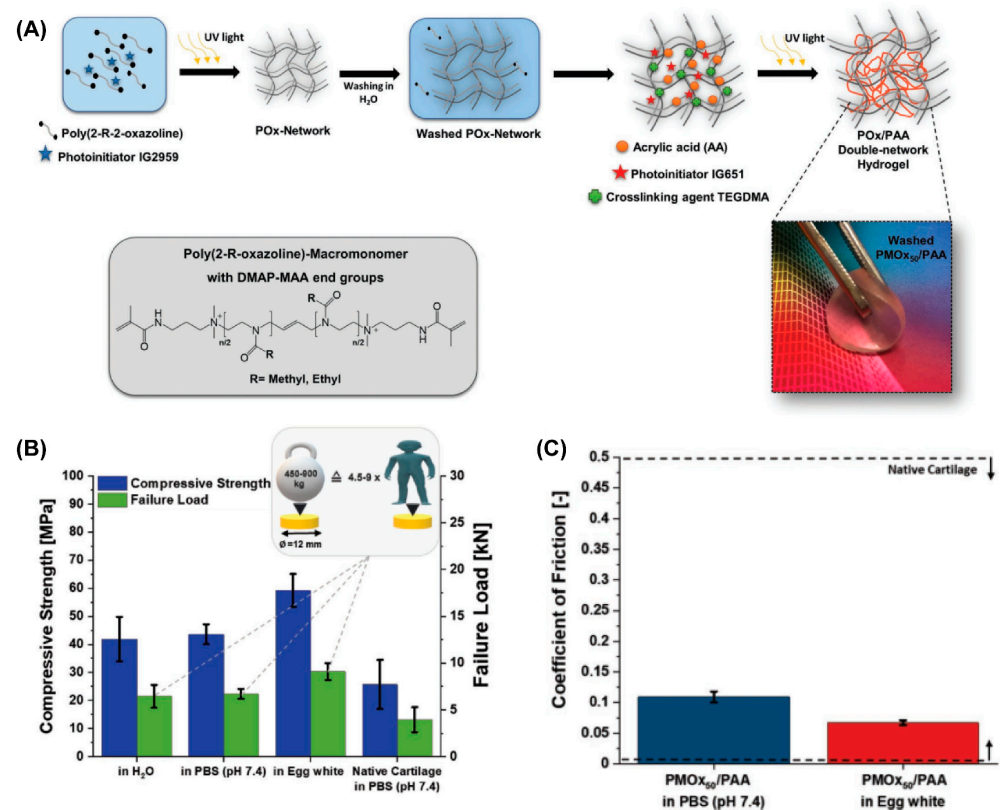 (A)
UV light
Poly(2-R-2-oxazoline)
Photoinitiator IG2959
POx-Network
Washing in
H₂O
Washed POx-Network
Acrylic acid (AA)
Photoinitiator IG651
Crosslinking agent TEGDMA
UV light
POx/PAA
Double-network
Hydrogel
Washed
PMOx₅₀/PAA
Poly(2-R-oxazoline)-Macromonomer
with DMAP-MAA end groups
O
N
H
N⁺
n/2
N
O
R
R
O
N
n/2
N⁺
H
N
O
R= Methyl, Ethyl
(B)
Compressive Strength [MPa]
100
90
80
70
60
50
40
30
20
10
0
Compressive Strength
Failure Load
450-900
kg
≙ 4.5-9 x
Ø =12 mm
30
25
20
15
10
5
0
Failure Load [kN]
in H₂O
in PBS (pH 7.4)
in Egg white
Native Cartilage
in PBS (pH 7.4)
(C)
Coefficient of Friction [-]
0.5
0.45
0.4
0.35
0.3
0.25
0.2
0.15
0.1
0.05
0
Native Cartilage
PMOx₅₀/PAA
in PBS (pH 7.4)
PMOx₅₀/PAA
in Egg white